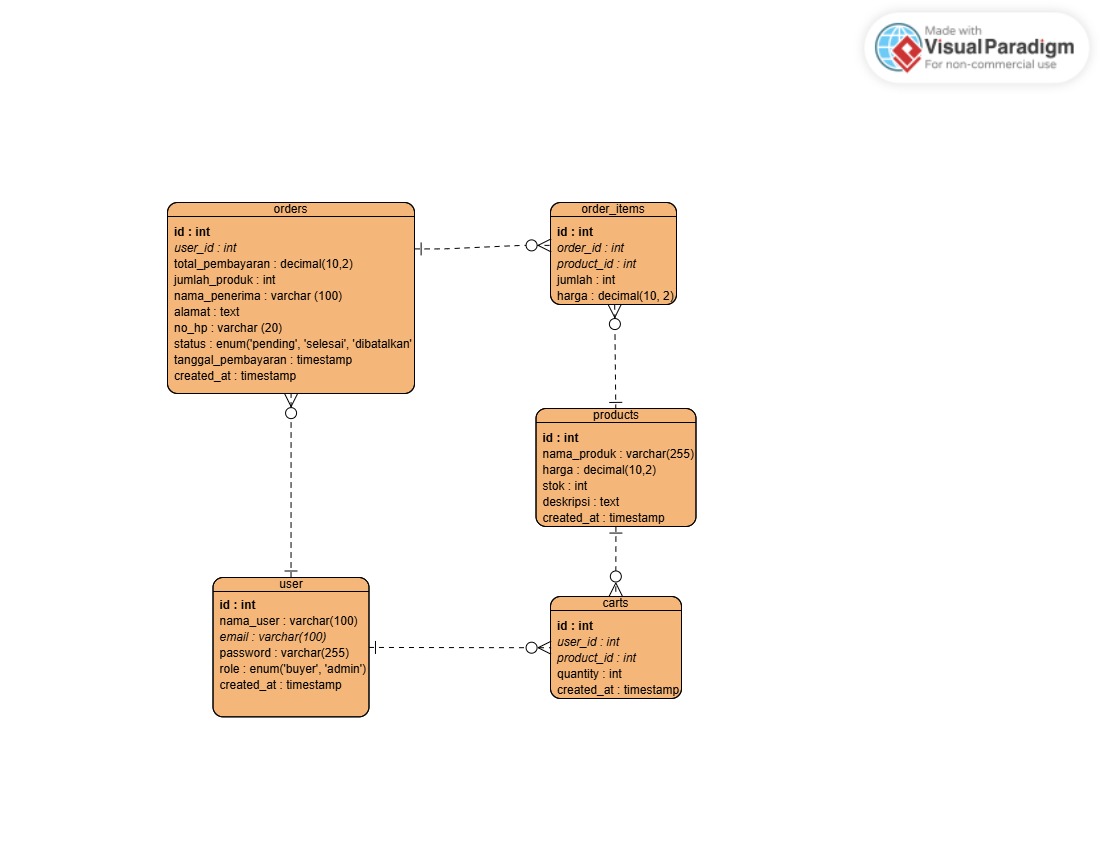 Made with
Visual Paradigm
For non-commercial use
orders
id : int
user_id : int
total_pembayaran : decimal(10,2)
jumlah_produk : int
nama_penerima : varchar (100)
alamat : text
no_hp : varchar (20)
status : enum('pending', 'selesai', 'dibatalkan'
tanggal_pembayaran : timestamp
created_at : timestamp
order_items
id : int
order_id : int
product_id : int
jumlah : int
harga : decimal(10, 2)
products
id : int
nama_produk : varchar(255)
harga : decimal(10,2)
stok : int
deskripsi : text
created_at : timestamp
user
id : int
nama_user : varchar(100)
email : varchar(100)
password : varchar(255)
role : enum('buyer', 'admin')
created_at : timestamp
carts
id : int
user_id : int
product_id : int
quantity : int
created_at : timestamp